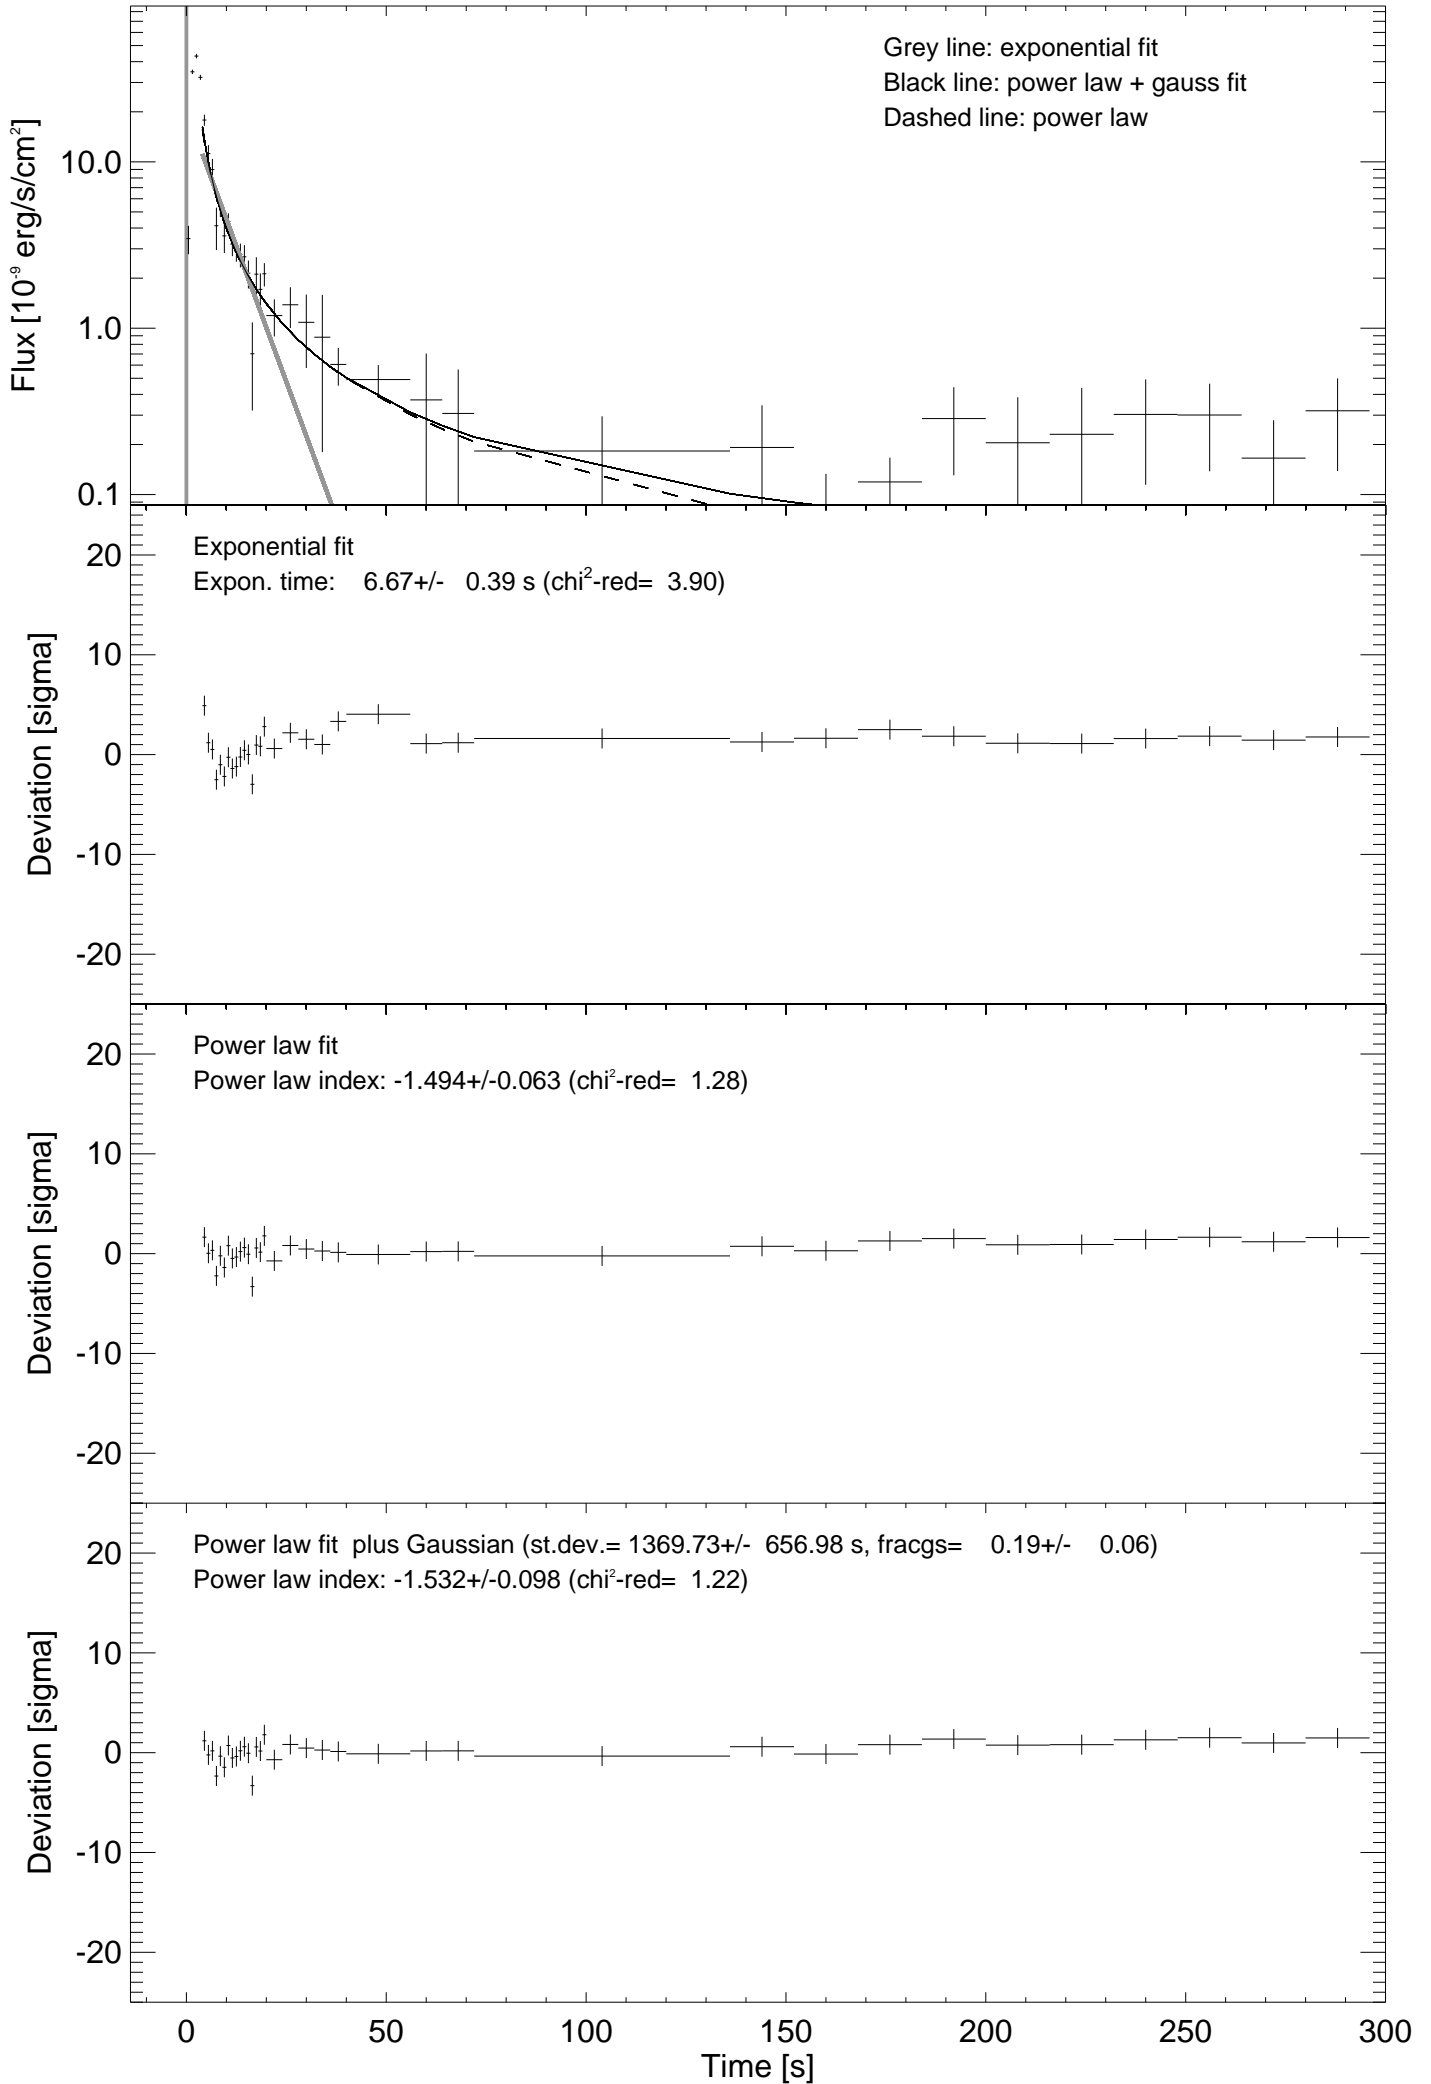 Grey line: exponential fit
Black line: power law + gauss fit
Dashed line: power law
Flux [10⁻⁹ erg/s/cm²]
10.0
1.0
0.1
Exponential fit
Expon. time: 6.67+/- 0.39 s (chi²-red= 3.90)
Deviation [sigma]
20
10
0
-10
-20
Power law fit
Power law index: -1.494+/-0.063 (chi²-red= 1.28)
Deviation [sigma]
20
10
0
-10
-20
Power law fit plus Gaussian (st.dev.= 1369.73+/- 656.98 s, fracgs= 0.19+/- 0.06)
Power law index: -1.532+/-0.098 (chi²-red= 1.22)
Deviation [sigma]
20
10
0
-10
-20
0 50 100 150 200 250 300
Time [s]